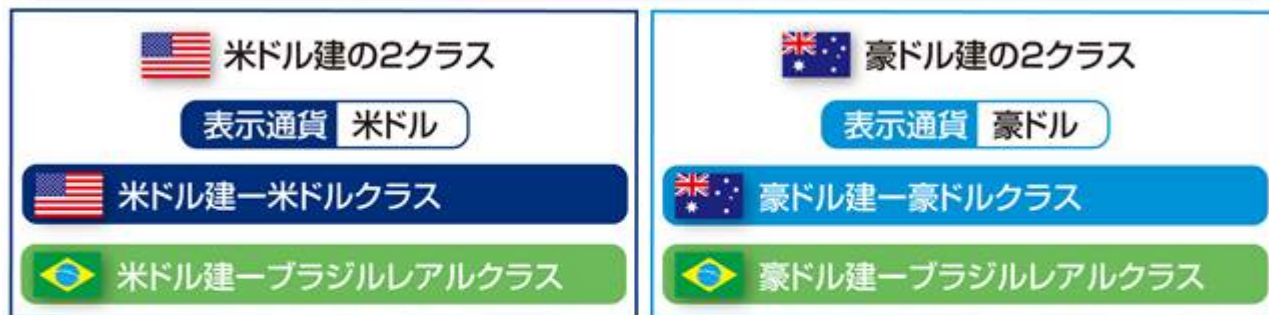 米ドル建の2クラス
表示通貨 米ドル
米ドル建ー米ドルクラス
米ドル建ーブラジルレアルクラス
豪ドル建の2クラス
表示通貨 豪ドル
豪ドル建ー豪ドルクラス
豪ドル建ーブラジルレアルクラス